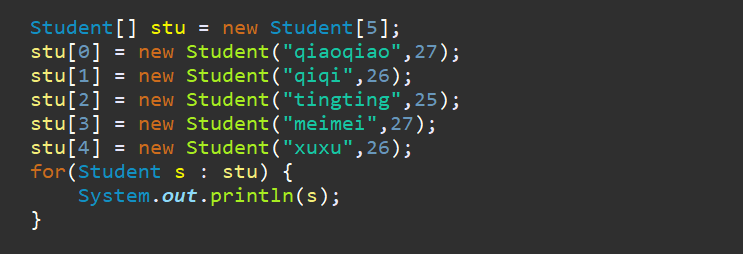 Student[] stu = new Student[5];
stu[0] = new Student("qiaoqiao",27);
stu[1] = new Student("qiqi",26);
stu[2] = new Student("tingting",25);
stu[3] = new Student("meimei",27);
stu[4] = new Student("xuxu",26);
for(Student s : stu) {
    System.out.println(s);
}